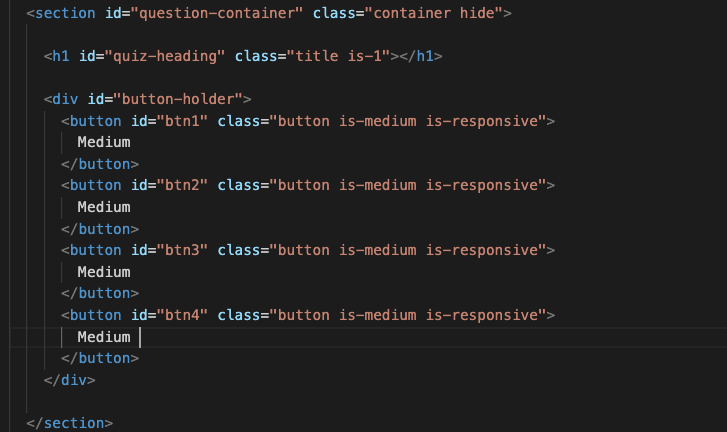 <section id="question-container" class="container hide">
<h1 id="quiz-heading" class="title is-1"></h1>
<div id="button-holder">
<button id="btn1" class="button is-medium is-responsive">
Medium
</button>
<button id="btn2" class="button is-medium is-responsive">
Medium
</button>
<button id="btn3" class="button is-medium is-responsive">
Medium
</button>
<button id="btn4" class="button is-medium is-responsive">
Medium
</button>
</div>
</section>